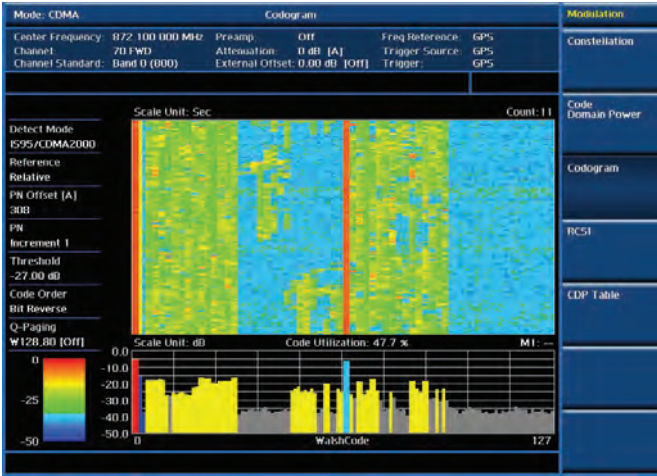 Mode: CDMA
Codogram
Modulation
Center Frequency: 872.100 000 MHz Preamp: Off Freq Reference: GPS
Channel: 70 FWD Attenuation: 0 dB [A] Trigger Source: GPS
Channel Standard: Band 0 (800) External Offset: 0.00 dB [Off] Trigger: GPS
Constellation
Code
Domain Power
Codogram
RCSI
CDP Table
Scale Unit: Sec Count: 11
Detect Mode
IS95/CDMA2000
Reference
Relative
PN Offset [A]
308
PN
Increment 1
Threshold
-27.00 dB
Code Order
Bit Reverse
Q-Paging
W128,80 [Off]
0
-25
-50
Scale Unit: dB Code Utilization: 47.7 % M1: --
0.0
-10.0
-20.0
-30.0
-40.0
-50.0
0 WalshCode 127